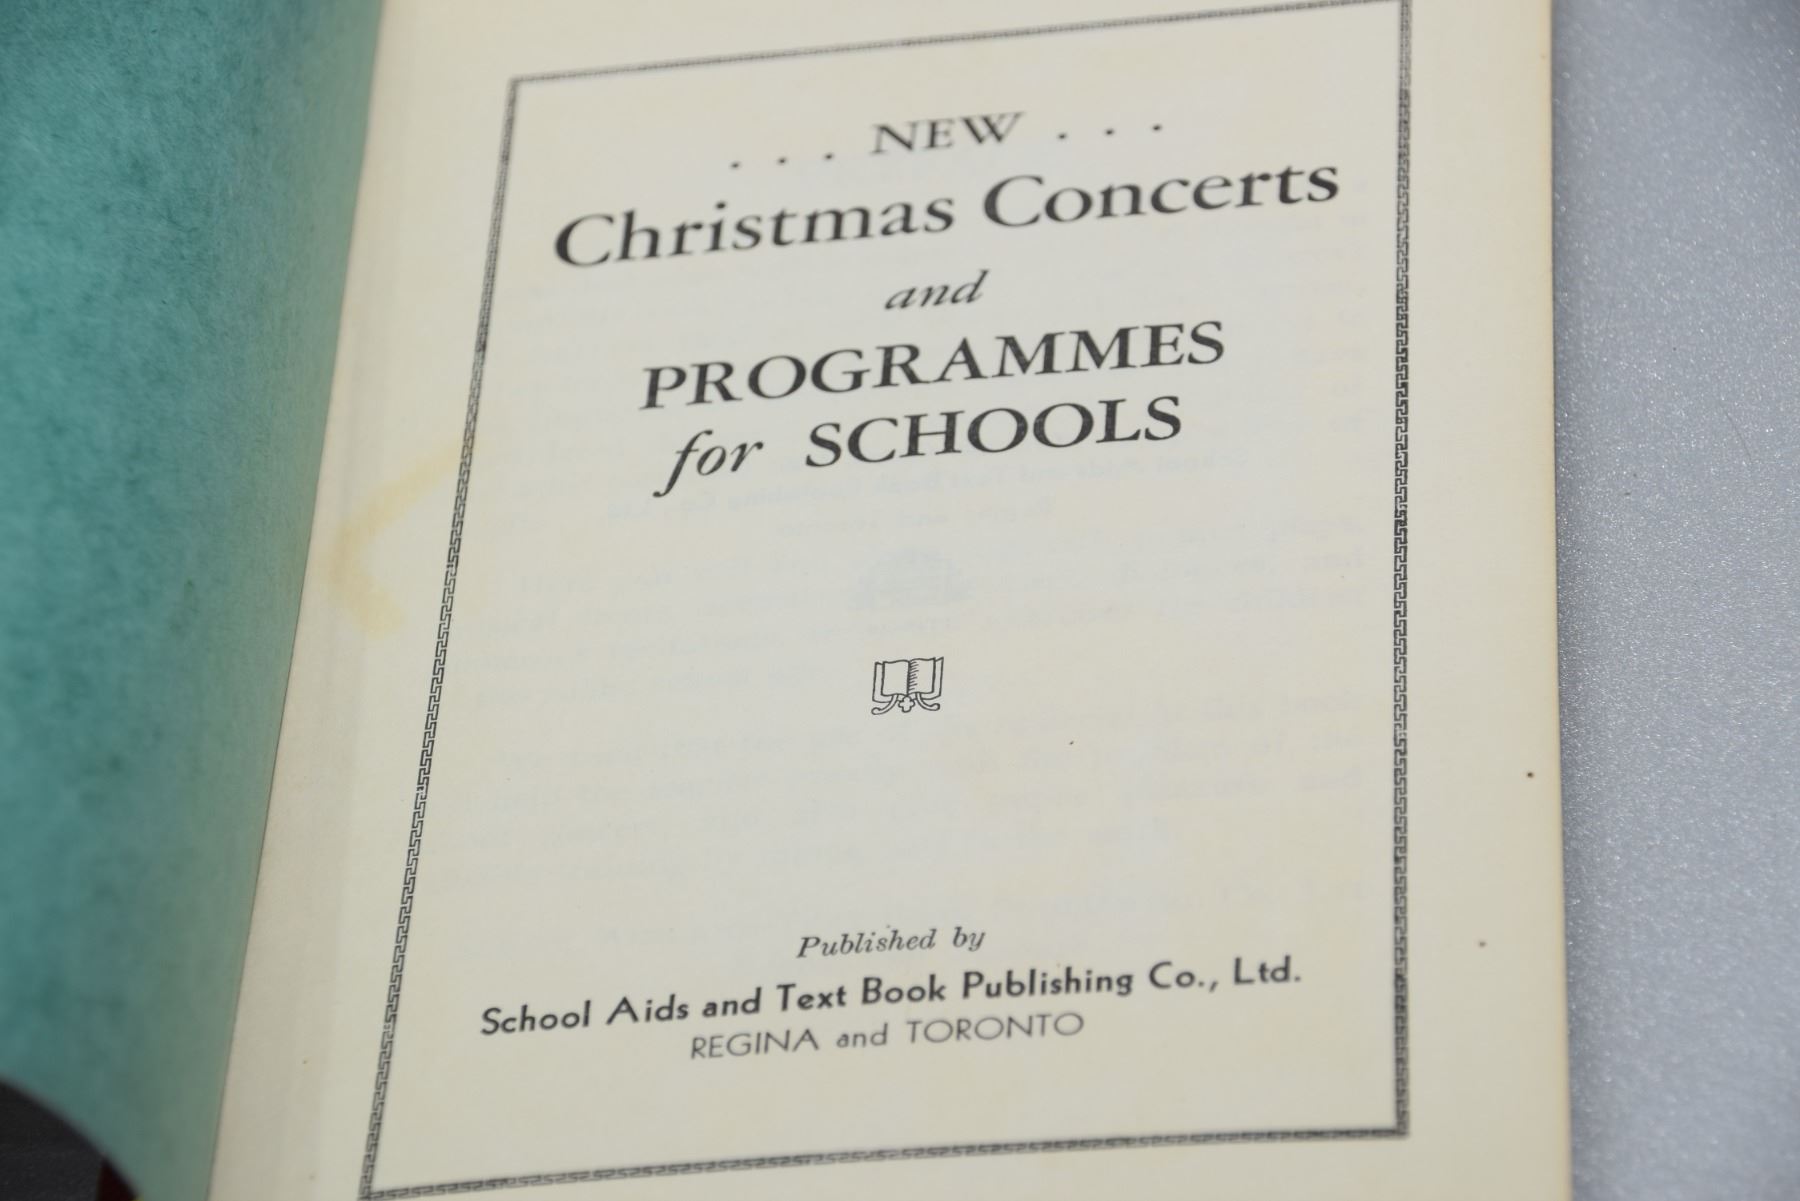 . . . NEW . . .
Christmas Concerts
and
PROGRAMMES
for SCHOOLS
Published by
School Aids and Text Book Publishing Co., Ltd.
REGINA and TORONTO